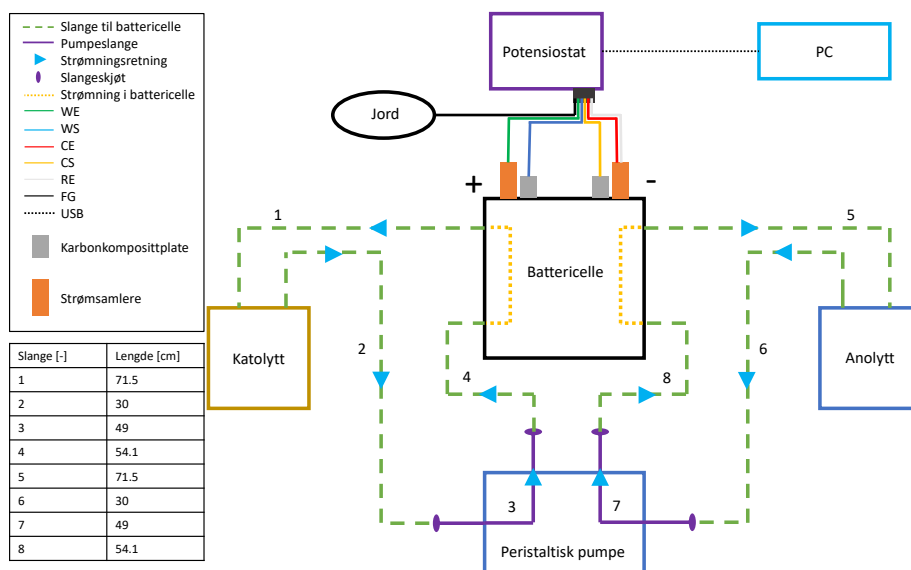 Slange til battericelle
Pumpeslange
Strømningsretning
Slangeskjøt
Strømning i battericelle
WE
WS
CE
CS
RE
FG
USB
Karbonkomposittplate
Strømsamlere
Slange [-] Lengde [cm]
1 71.5
2 30
3 49
4 54.1
5 71.5
6 30
7 49
8 54.1
Potensiostat
PC
Jord
+ -
1
5
Battericelle
Katolytt
Anolytt
2
4
8
6
3
7
Peristaltisk pumpe